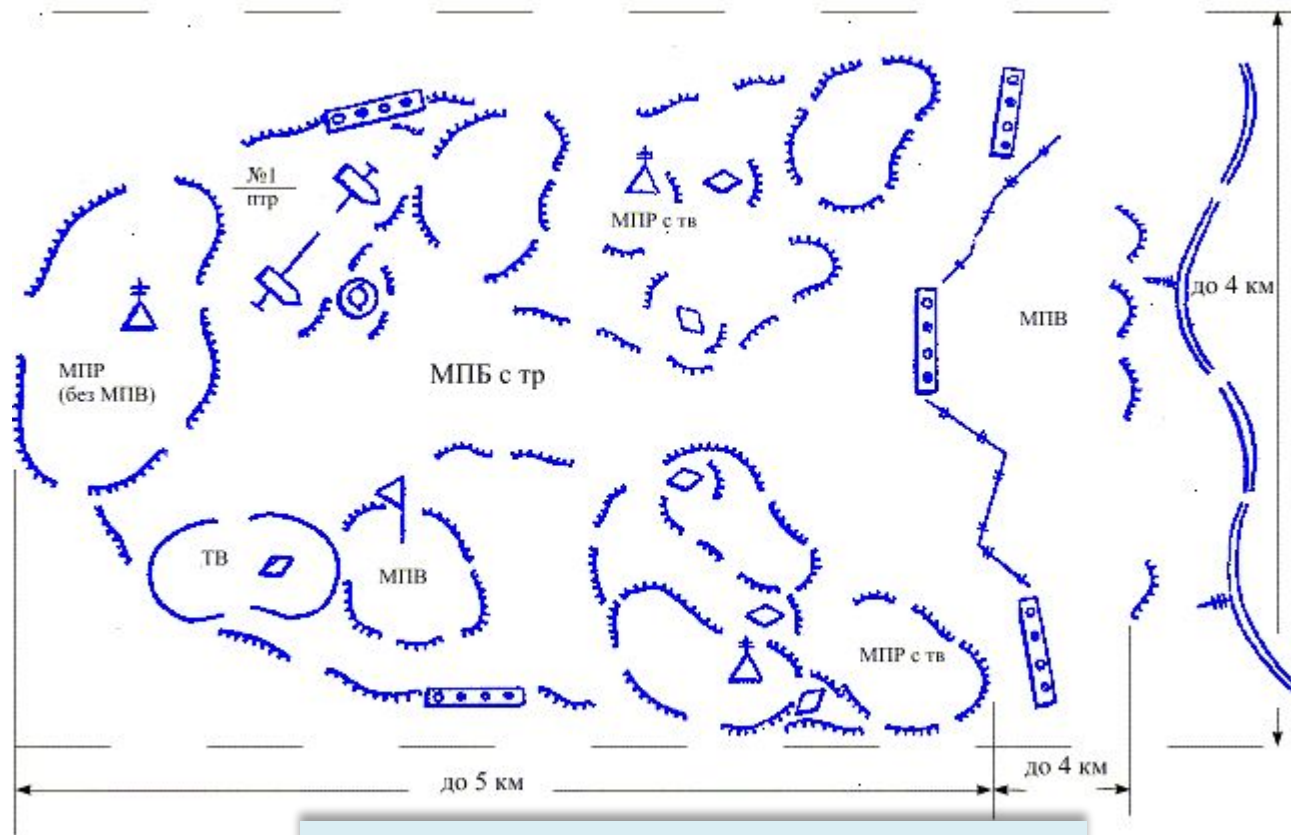 №1
птр
МПР с тв
до 4 км
МПВ
МПР
(без МПВ)
МПБ с тр
ТВ
МПВ
МПР с тв
до 5 км
до 4 км